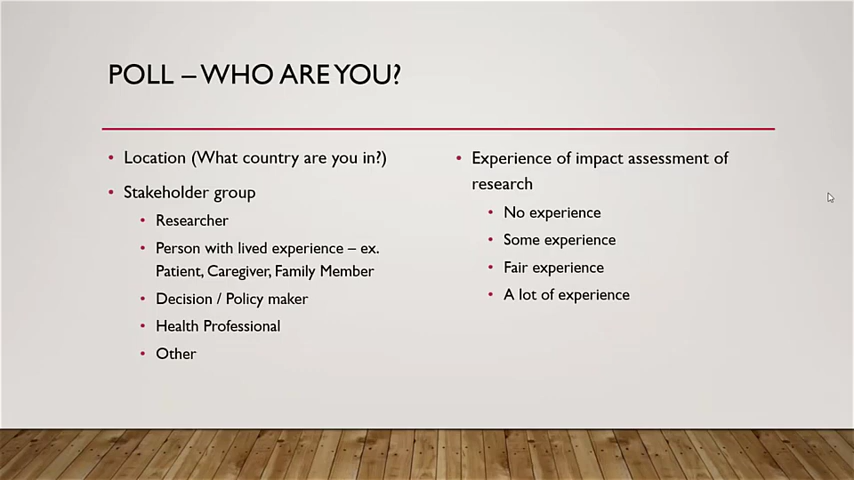 POLL – WHO ARE YOU?
• Location (What country are you in?)
• Stakeholder group
• Researcher
• Person with lived experience – ex.
Patient, Caregiver, Family Member
• Decision / Policy maker
• Health Professional
• Other
• Experience of impact assessment of
research
• No experience
• Some experience
• Fair experience
• A lot of experience